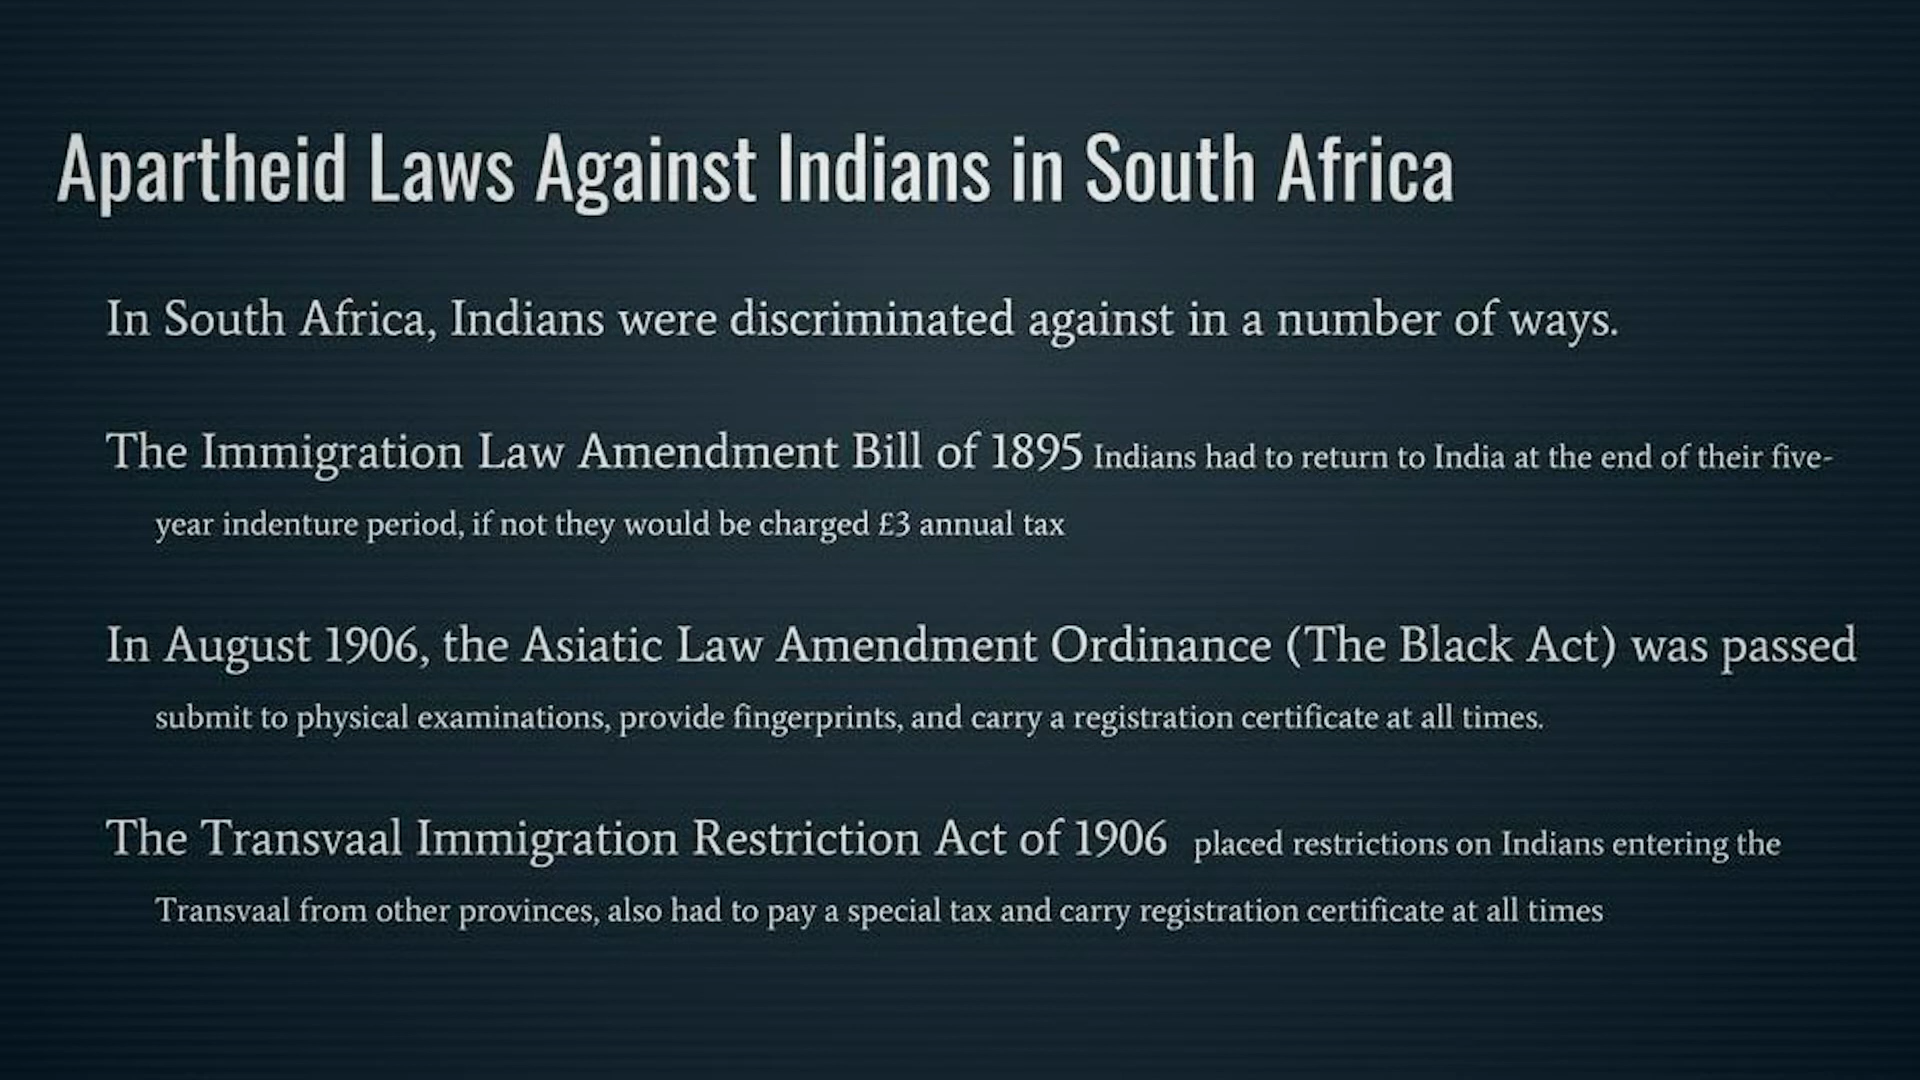 Apartheid Laws Against Indians in South Africa
In South Africa, Indians were discriminated against in a number of ways.
The Immigration Law Amendment Bill of 1895 Indians had to return to India at the end of their five-
year indenture period, if not they would be charged £3 annual tax
In August 1906, the Asiatic Law Amendment Ordinance (The Black Act) was passed
submit to physical examinations, provide fingerprints, and carry a registration certificate at all times.
The Transvaal Immigration Restriction Act of 1906 placed restrictions on Indians entering the
Transvaal from other provinces, also had to pay a special tax and carry registration certificate at all times